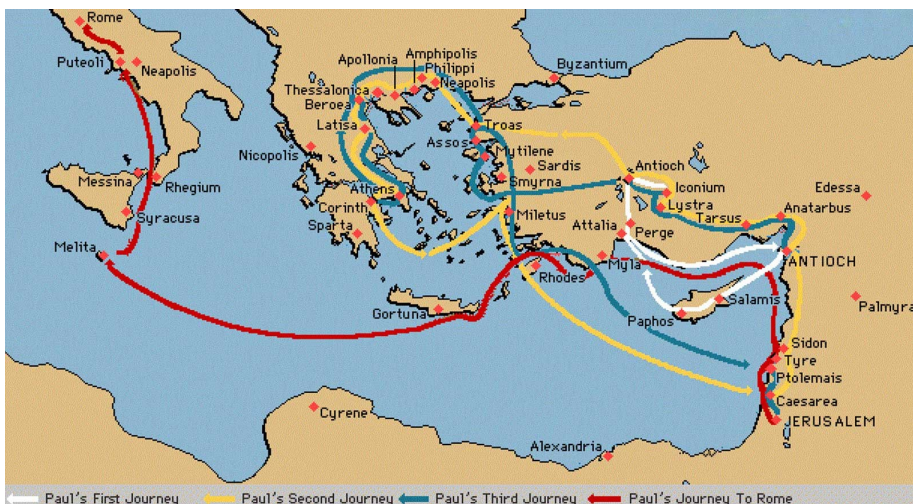 Rome
Puteoli
Neapolis
Messina
Rhegium
Syracusa
Melita
Apollonia
Amphipolis
Philippi
Neapolis
Thessalonica
Beroea
Latisa
Nicopolis
Athens
Corinth
Sparta
Gortuna
Byzantium
Troas
Assos
Mytilene
Sardis
Smyrna
Miletus
Rhodes
Antioch
Iconium
Lystra
Attalia
Perge
Myla
Tarsus
Anatarbus
Edessa
ANTIOCH
Salamis
Paphos
Palmyra
Sidon
Tyre
Ptolemais
Caesarea
JERUSALEM
Cyrene
Alexandria
Paul's First Journey
Paul's Second Journey
Paul's Third Journey
Paul's Journey To Rome